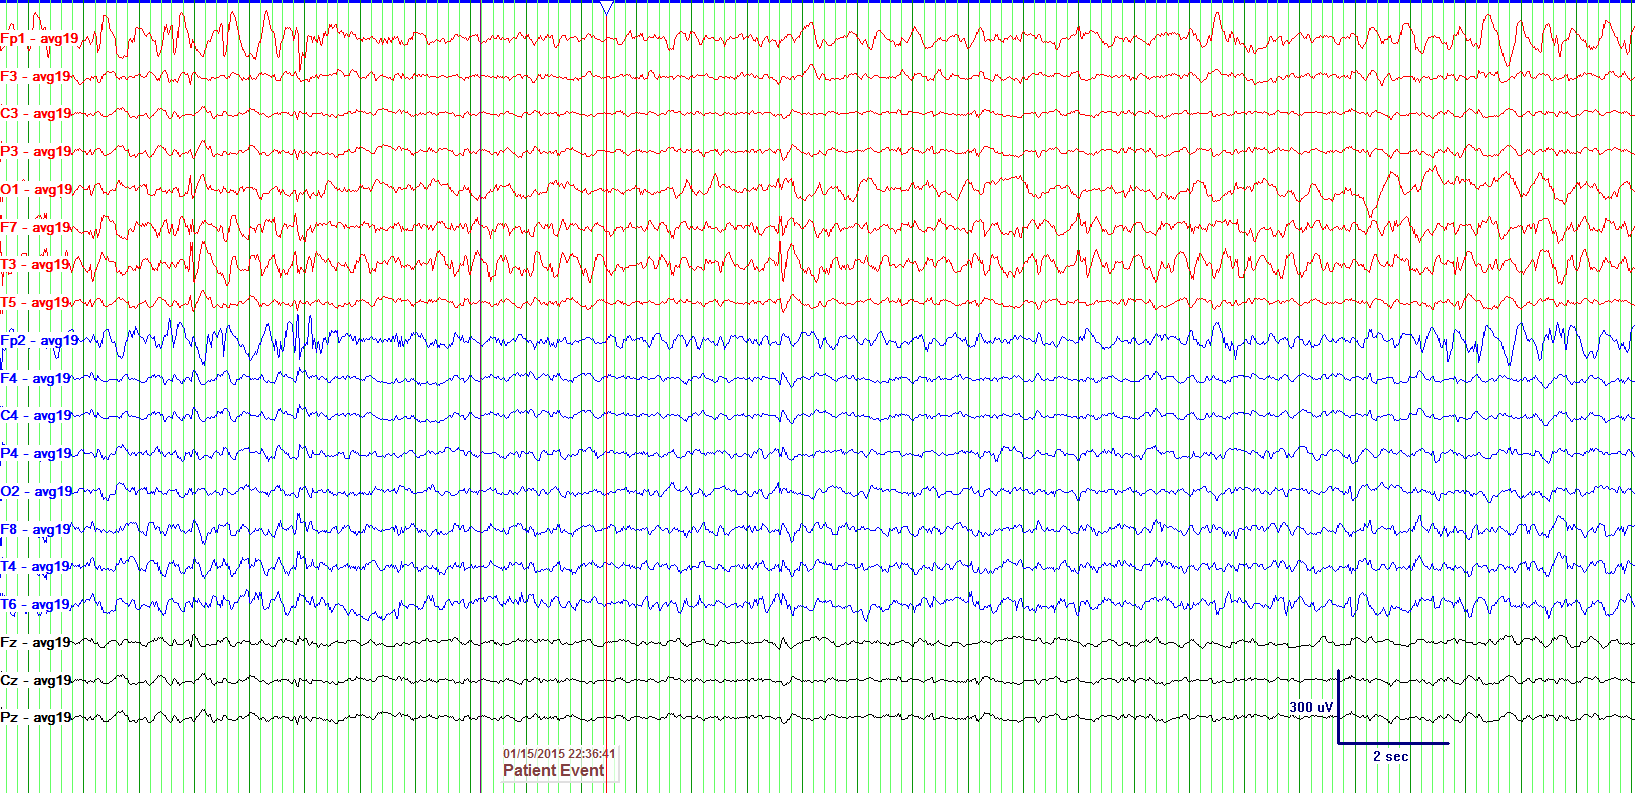 Fp1 - avg19
F3 - avg19
C3 - avg19
P3 - avg19
O1 - avg19
F7 - avg19
T3 - avg19
T5 - avg19
Fp2 - avg19
F4 - avg19
C4 - avg19
P4 - avg19
O2 - avg19
F8 - avg19
T4 - avg19
T6 - avg19
Fz - avg19
Cz - avg19
Pz - avg19
300 uV
2 sec
01/15/2015 22:36:41
Patient Event